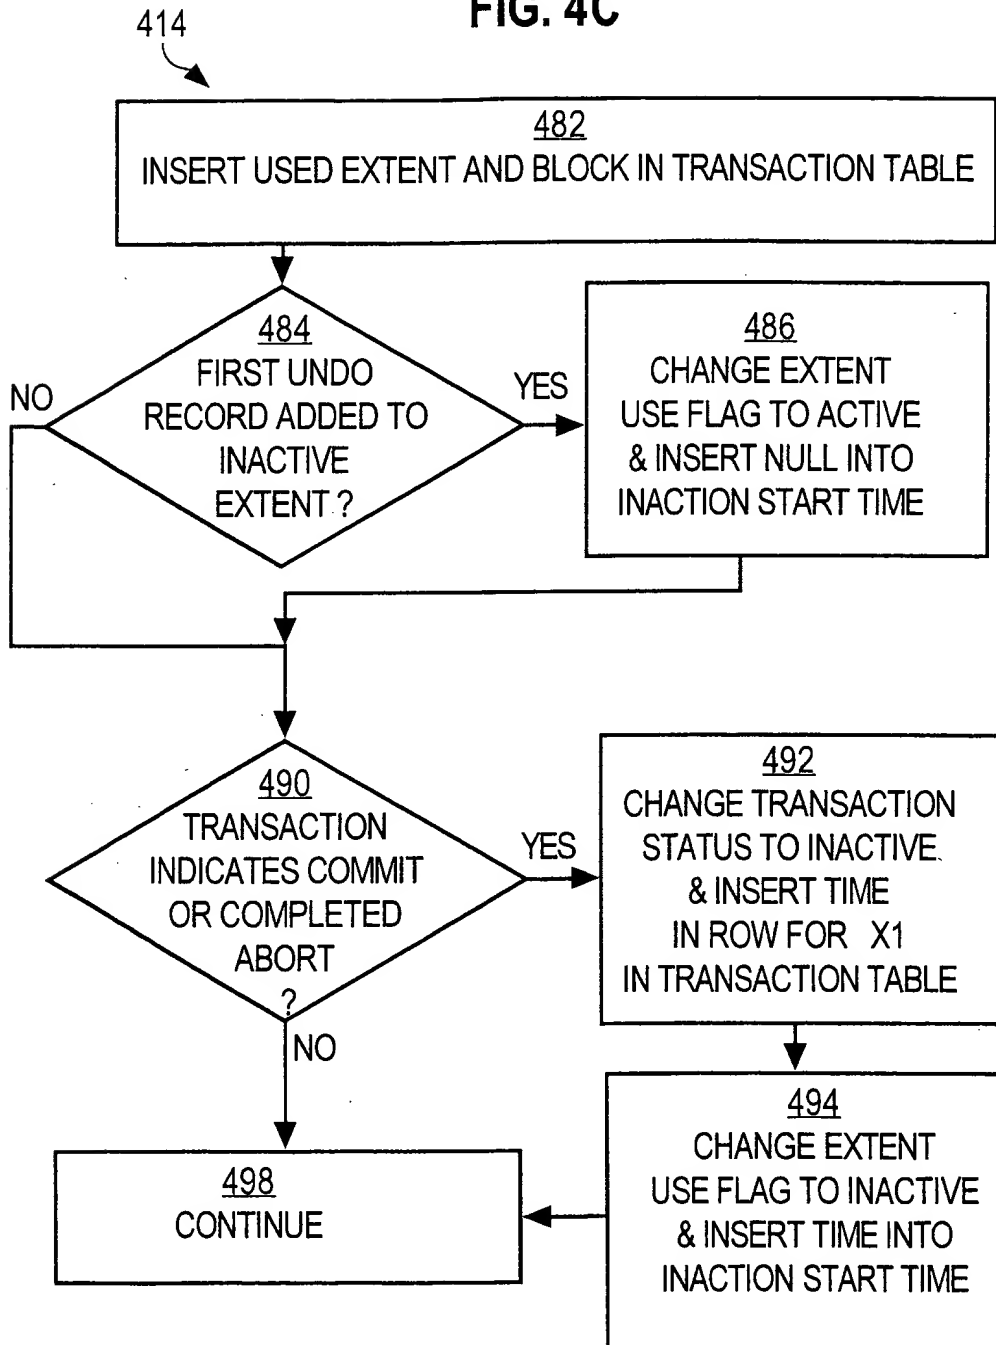 FIG. 4C
414
482
INSERT USED EXTENT AND BLOCK IN TRANSACTION TABLE
484
FIRST UNDO
RECORD ADDED TO
INACTIVE
EXTENT ?
NO
YES
486
CHANGE EXTENT
USE FLAG TO ACTIVE
& INSERT NULL INTO
INACTION START TIME
490
TRANSACTION
INDICATES COMMIT
OR COMPLETED
ABORT
?
YES
NO
492
CHANGE TRANSACTION
STATUS TO INACTIVE
& INSERT TIME
IN ROW FOR X1
IN TRANSACTION TABLE
494
CHANGE EXTENT
USE FLAG TO INACTIVE
& INSERT TIME INTO
INACTION START TIME
498
CONTINUE